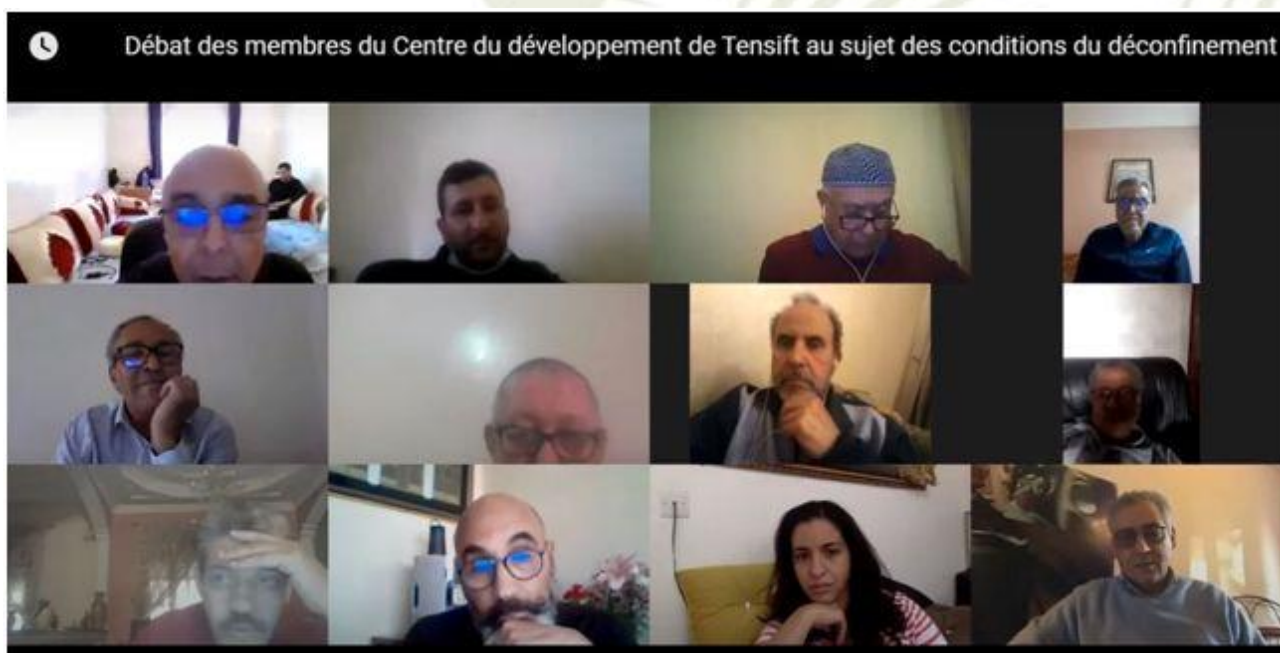 Débat des membres du Centre du développement de Tensift au sujet des conditions du déconfinement